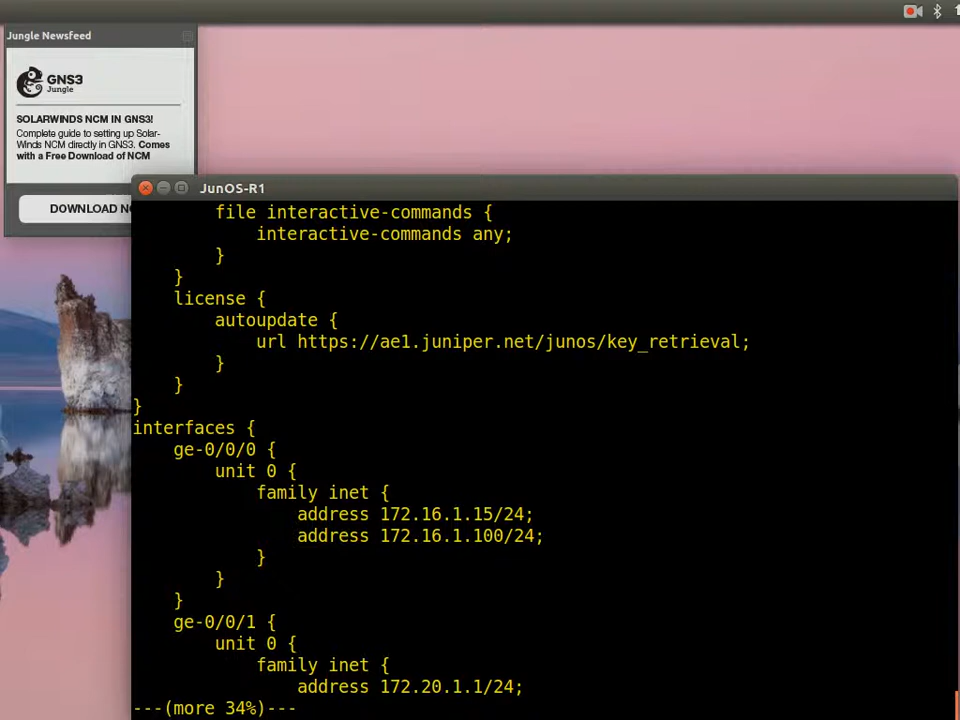 Jungle Newsfeed
GNS3
Jungle
SOLARWINDS NCM IN GNS3!
Complete guide to setting up Solar-
Winds NCM directly in GNS3. Comes
with a Free Download of NCM
DOWNLOAD
JunOS-R1
file interactive-commands {
interactive-commands any;
}
}
license {
autoupdate {
url https://ae1.juniper.net/junos/key_retrieval;
}
}
}
interfaces {
ge-0/0/0 {
unit 0 {
family inet {
address 172.16.1.15/24;
address 172.16.1.100/24;
}
}
}
ge-0/0/1 {
unit 0 {
family inet {
address 172.20.1.1/24;
---(more 34%)---